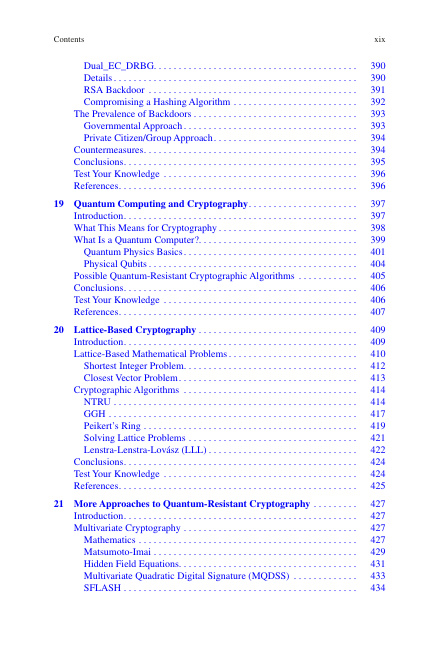 Contents xix
Dual_EC_DRBG. . . . . . . . . . . . . . . . . . . . . . . . . . . . . . . . . . . . . . . . 390
Details . . . . . . . . . . . . . . . . . . . . . . . . . . . . . . . . . . . . . . . . . . . . . 390
RSA Backdoor . . . . . . . . . . . . . . . . . . . . . . . . . . . . . . . . . . . . . . . 391
Compromising a Hashing Algorithm . . . . . . . . . . . . . . . . . . . . . . . . 392
The Prevalence of Backdoors . . . . . . . . . . . . . . . . . . . . . . . . . . . . . . . 393
Governmental Approach . . . . . . . . . . . . . . . . . . . . . . . . . . . . . . . . . 393
Private Citizen/Group Approach . . . . . . . . . . . . . . . . . . . . . . . . . . . . 394
Countermeasures. . . . . . . . . . . . . . . . . . . . . . . . . . . . . . . . . . . . . . . . 394
Conclusions. . . . . . . . . . . . . . . . . . . . . . . . . . . . . . . . . . . . . . . . . . . . 395
Test Your Knowledge . . . . . . . . . . . . . . . . . . . . . . . . . . . . . . . . . . . . . 396
References. . . . . . . . . . . . . . . . . . . . . . . . . . . . . . . . . . . . . . . . . . . . . 396
19 Quantum Computing and Cryptography . . . . . . . . . . . . . . . . . . . . . 397
Introduction. . . . . . . . . . . . . . . . . . . . . . . . . . . . . . . . . . . . . . . . . . . . 397
What This Means for Cryptography . . . . . . . . . . . . . . . . . . . . . . . . . . . 398
What Is a Quantum Computer?. . . . . . . . . . . . . . . . . . . . . . . . . . . . . . 399
Quantum Physics Basics . . . . . . . . . . . . . . . . . . . . . . . . . . . . . . . . . 401
Physical Qubits . . . . . . . . . . . . . . . . . . . . . . . . . . . . . . . . . . . . . . . 404
Possible Quantum-Resistant Cryptographic Algorithms . . . . . . . . . . . . 405
Conclusions. . . . . . . . . . . . . . . . . . . . . . . . . . . . . . . . . . . . . . . . . . . . 406
Test Your Knowledge . . . . . . . . . . . . . . . . . . . . . . . . . . . . . . . . . . . . . 406
References. . . . . . . . . . . . . . . . . . . . . . . . . . . . . . . . . . . . . . . . . . . . . 407
20 Lattice-Based Cryptography . . . . . . . . . . . . . . . . . . . . . . . . . . . . . . 409
Introduction. . . . . . . . . . . . . . . . . . . . . . . . . . . . . . . . . . . . . . . . . . . . 409
Lattice-Based Mathematical Problems . . . . . . . . . . . . . . . . . . . . . . . . . 410
Shortest Integer Problem. . . . . . . . . . . . . . . . . . . . . . . . . . . . . . . . . 412
Closest Vector Problem . . . . . . . . . . . . . . . . . . . . . . . . . . . . . . . . . . 413
Cryptographic Algorithms . . . . . . . . . . . . . . . . . . . . . . . . . . . . . . . . . 414
NTRU . . . . . . . . . . . . . . . . . . . . . . . . . . . . . . . . . . . . . . . . . . . . . . 414
GGH . . . . . . . . . . . . . . . . . . . . . . . . . . . . . . . . . . . . . . . . . . . . . . . 417
Peikert’s Ring . . . . . . . . . . . . . . . . . . . . . . . . . . . . . . . . . . . . . . . . 419
Solving Lattice Problems . . . . . . . . . . . . . . . . . . . . . . . . . . . . . . . . 421
Lenstra-Lenstra-Lovász (LLL) . . . . . . . . . . . . . . . . . . . . . . . . . . . . . 422
Conclusions. . . . . . . . . . . . . . . . . . . . . . . . . . . . . . . . . . . . . . . . . . . . 424
Test Your Knowledge . . . . . . . . . . . . . . . . . . . . . . . . . . . . . . . . . . . . . 424
References. . . . . . . . . . . . . . . . . . . . . . . . . . . . . . . . . . . . . . . . . . . . . 425
21 More Approaches to Quantum-Resistant Cryptography . . . . . . . . . 427
Introduction. . . . . . . . . . . . . . . . . . . . . . . . . . . . . . . . . . . . . . . . . . . . 427
Multivariate Cryptography . . . . . . . . . . . . . . . . . . . . . . . . . . . . . . . . . 427
Mathematics . . . . . . . . . . . . . . . . . . . . . . . . . . . . . . . . . . . . . . . . . 427
Matsumoto-Imai . . . . . . . . . . . . . . . . . . . . . . . . . . . . . . . . . . . . . . 429
Hidden Field Equations. . . . . . . . . . . . . . . . . . . . . . . . . . . . . . . . . . 431
Multivariate Quadratic Digital Signature (MQDSS) . . . . . . . . . . . . . 433
SFLASH . . . . . . . . . . . . . . . . . . . . . . . . . . . . . . . . . . . . . . . . . . . . 434